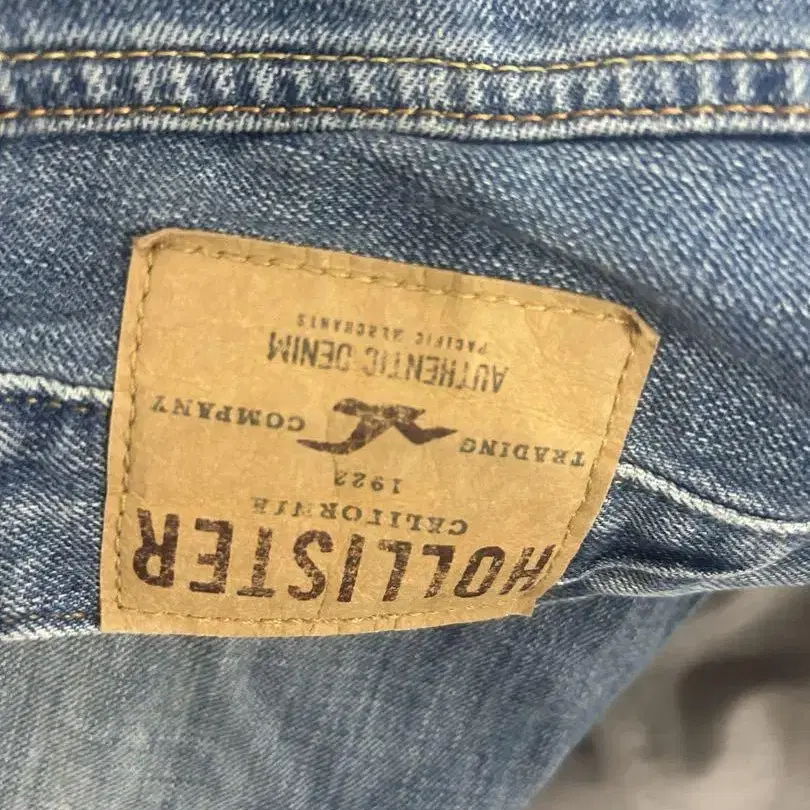 HOLLISTER
CALIFORNIA
1922
TRADING COMPANY
AUTHENTIC DENIM
PACIFIC MERCHANTS